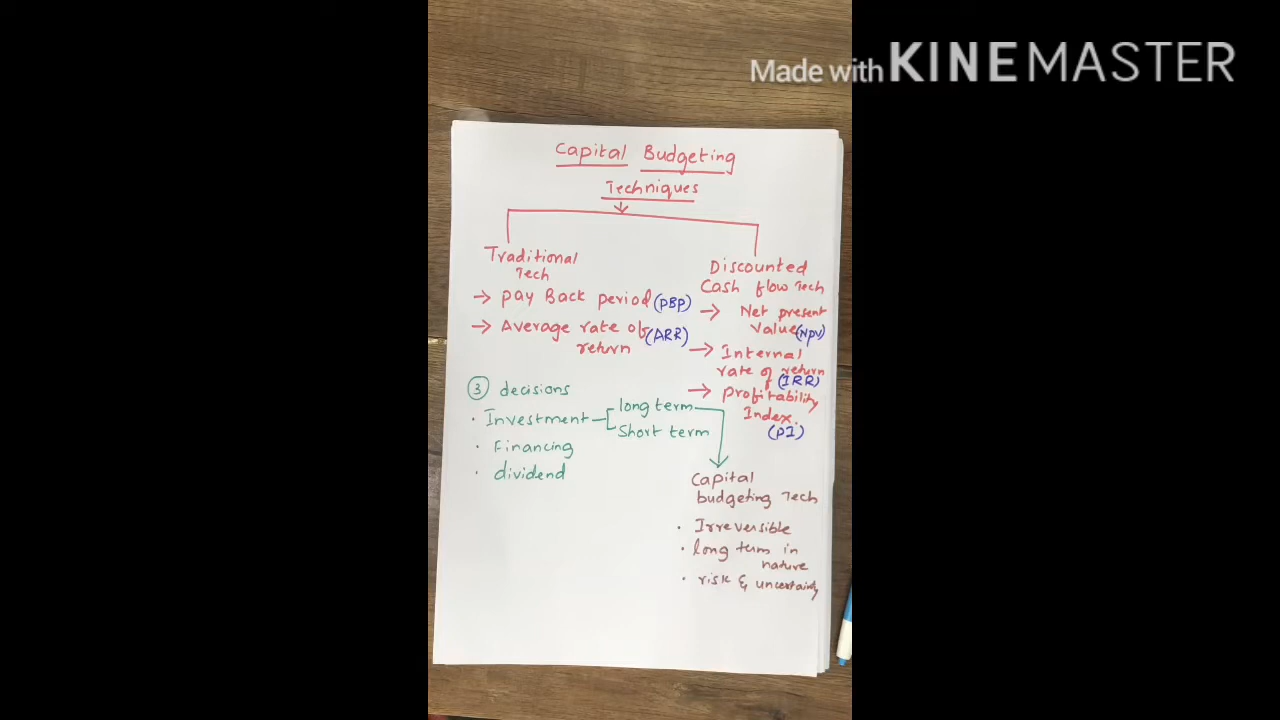 Made with KINEMASTER
Capital Budgeting
Techniques
Traditional
Tech
→ Pay Back period (PBP)
→ Average rate of (ARR)
return
Discounted
Cash flow Tech
→ Net present
Value (NPV)
→ Internal
rate of return
(IRR)
→ Profitability
Index.
(PI)
3 decisions
· Investment
long term
Short term
· Financing
· dividend
Capital
budgeting Tech
· Irreversible
· long term in
nature
· risk & uncertainty